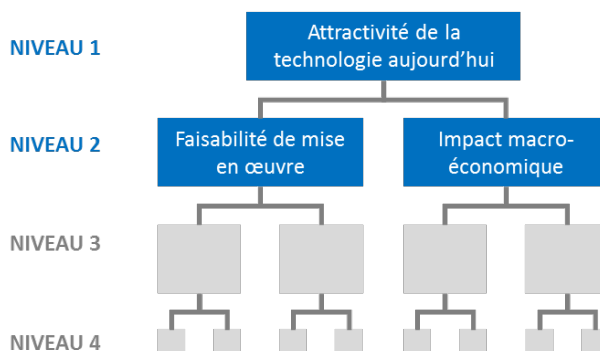 NIVEAU 1
Attractivité de la
technologie aujourd’hui
NIVEAU 2
Faisabilité de mise
en œuvre
Impact macro-
économique
NIVEAU 3
NIVEAU 4